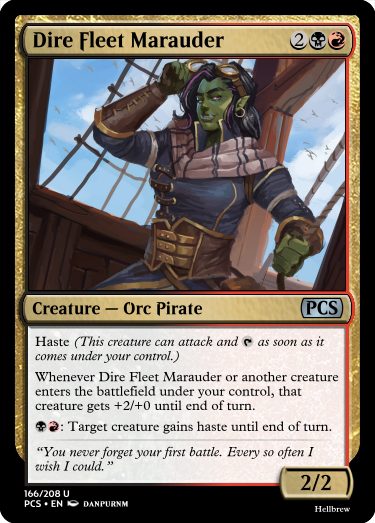 Dire Fleet Marauder 2
Creature — Orc Pirate PCS
Haste (This creature can attack and as soon as it
comes under your control.)
Whenever Dire Fleet Marauder or another creature
enters the battlefield under your control, that
creature gets +2/+0 until end of turn.
: Target creature gains haste until end of turn.
“You never forget your first battle. Every so often I
wish I could.”
2/2
166/208 U
PCS • EN DANPURNM
Hellbrew